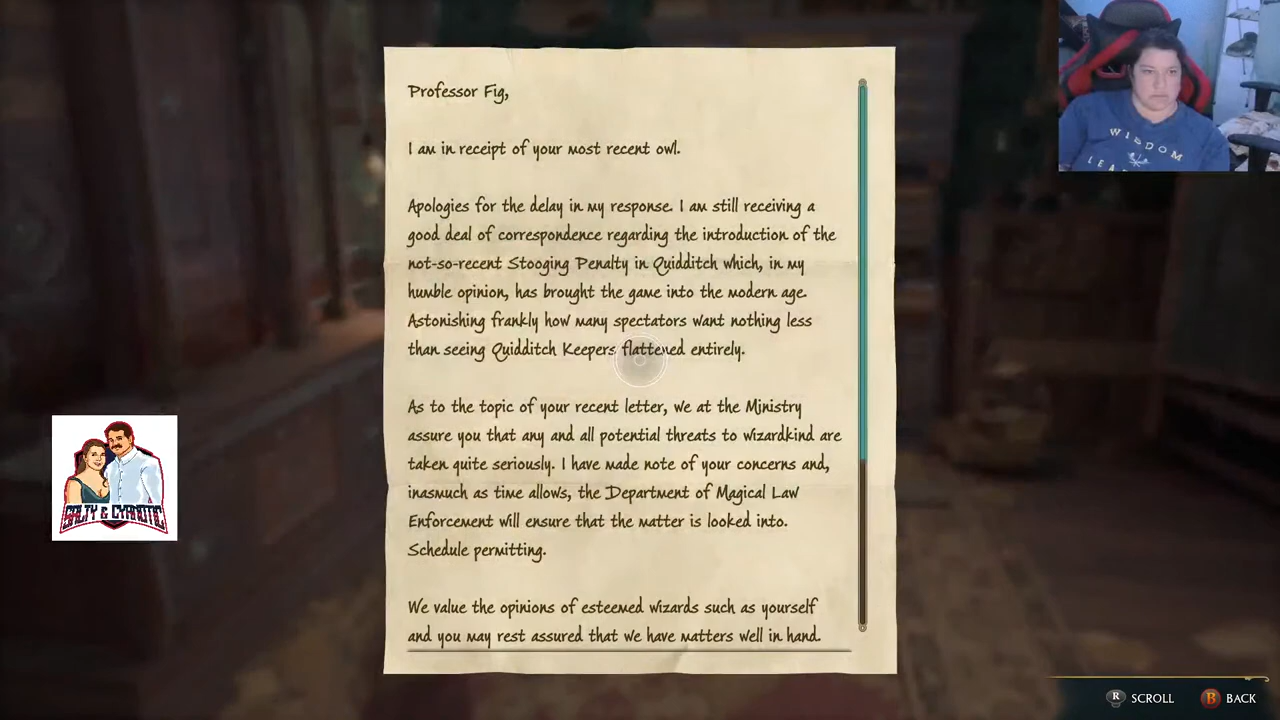 Professor Fig,
I am in receipt of your most recent owl.
Apologies for the delay in my response. I am still receiving a
good deal of correspondence regarding the introduction of the
not-so-recent Stooging Penalty in Quidditch which, in my
humble opinion, has brought the game into the modern age.
Astonishing frankly how many spectators want nothing less
than seeing Quidditch Keepers flattened entirely.
As to the topic of your recent letter, we at the Ministry
assure you that any and all potential threats to wizardkind are
taken quite seriously. I have made note of your concerns and,
inasmuch as time allows, the Department of Magical Law
Enforcement will ensure that the matter is looked into.
Schedule permitting.
We value the opinions of esteemed wizards such as yourself
and you may rest assured that we have matters well in hand.
WISDOM
SALTY & CYANOTIC
R SCROLL
B BACK